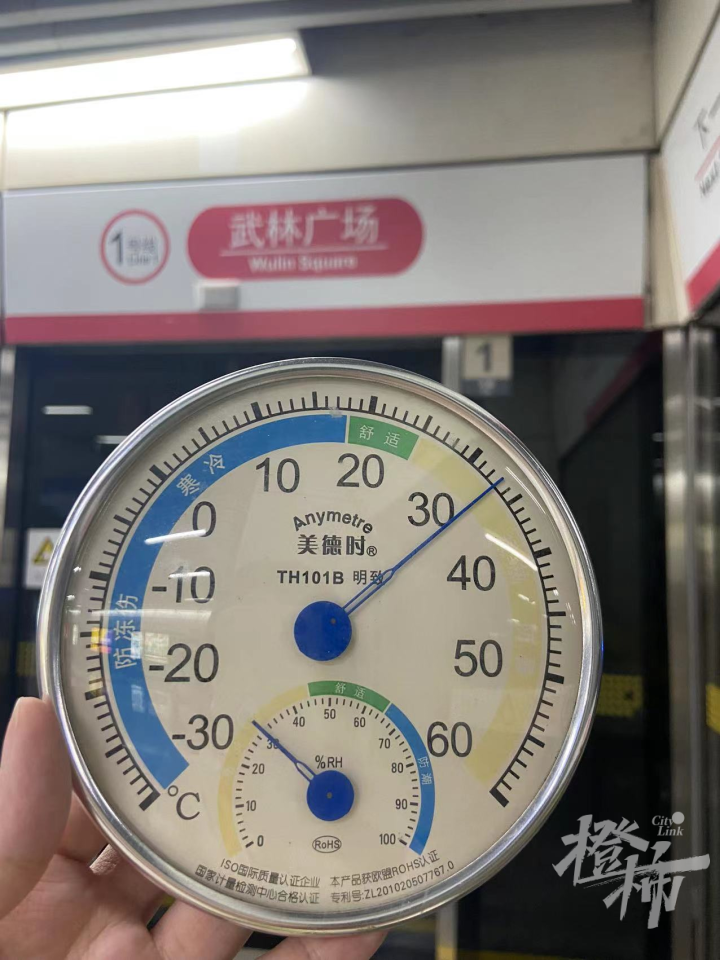 1号线
Line 1
武林广场
Wulin Square
下一
1
舒适
寒冷
防冻伤
20
10
30
0
Anymetre
美德时®
-10
TH101B 明致
40
-20
50
-30
60
°C
舒适
防潮
%RH
0
10
20
30
40
50
60
70
80
90
100
RoHS
ISO国际质量认证企业 本产品获欧盟ROHS认证
国家计量检测中心合格认证 专利号:ZL201020507767.0
City
Link
橙柿